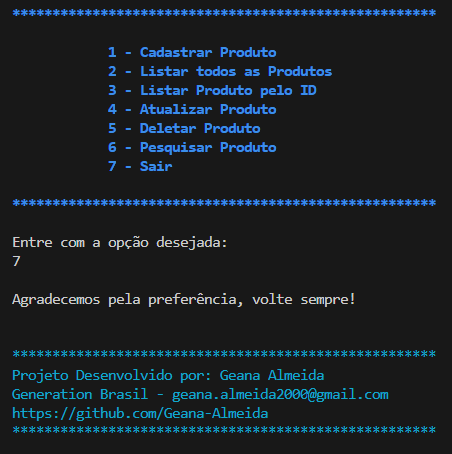 *****************************************************
1 - Cadastrar Produto
2 - Listar todos as Produtos
3 - Listar Produto pelo ID
4 - Atualizar Produto
5 - Deletar Produto
6 - Pesquisar Produto
7 - Sair
*****************************************************
Entre com a opção desejada:
7
Agradecemos pela preferência, volte sempre!
*****************************************************
Projeto Desenvolvido por: Geana Almeida
Generation Brasil - geana.almeida2000@gmail.com
https://github.com/Geana-Almeida
*****************************************************